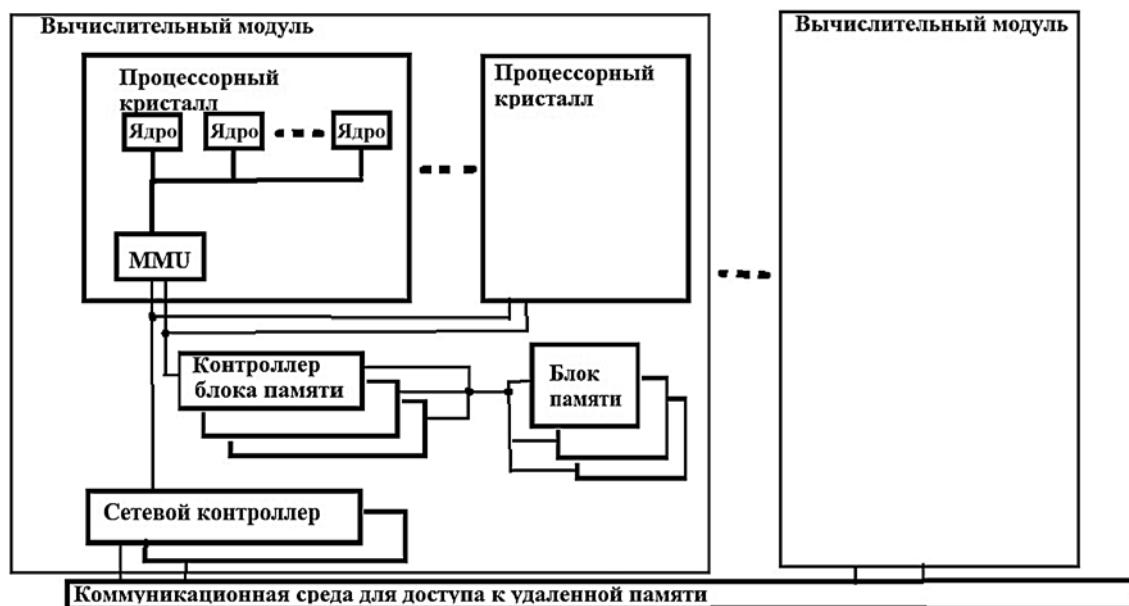 Вычислительный модуль
Процессорный
кристалл
Ядро
Ядро
Ядро
MMU
Процессорный
кристалл
Контроллер
блока памяти
Блок
памяти
Сетевой контроллер
Вычислительный модуль
Коммуникационная среда для доступа к удаленной памяти